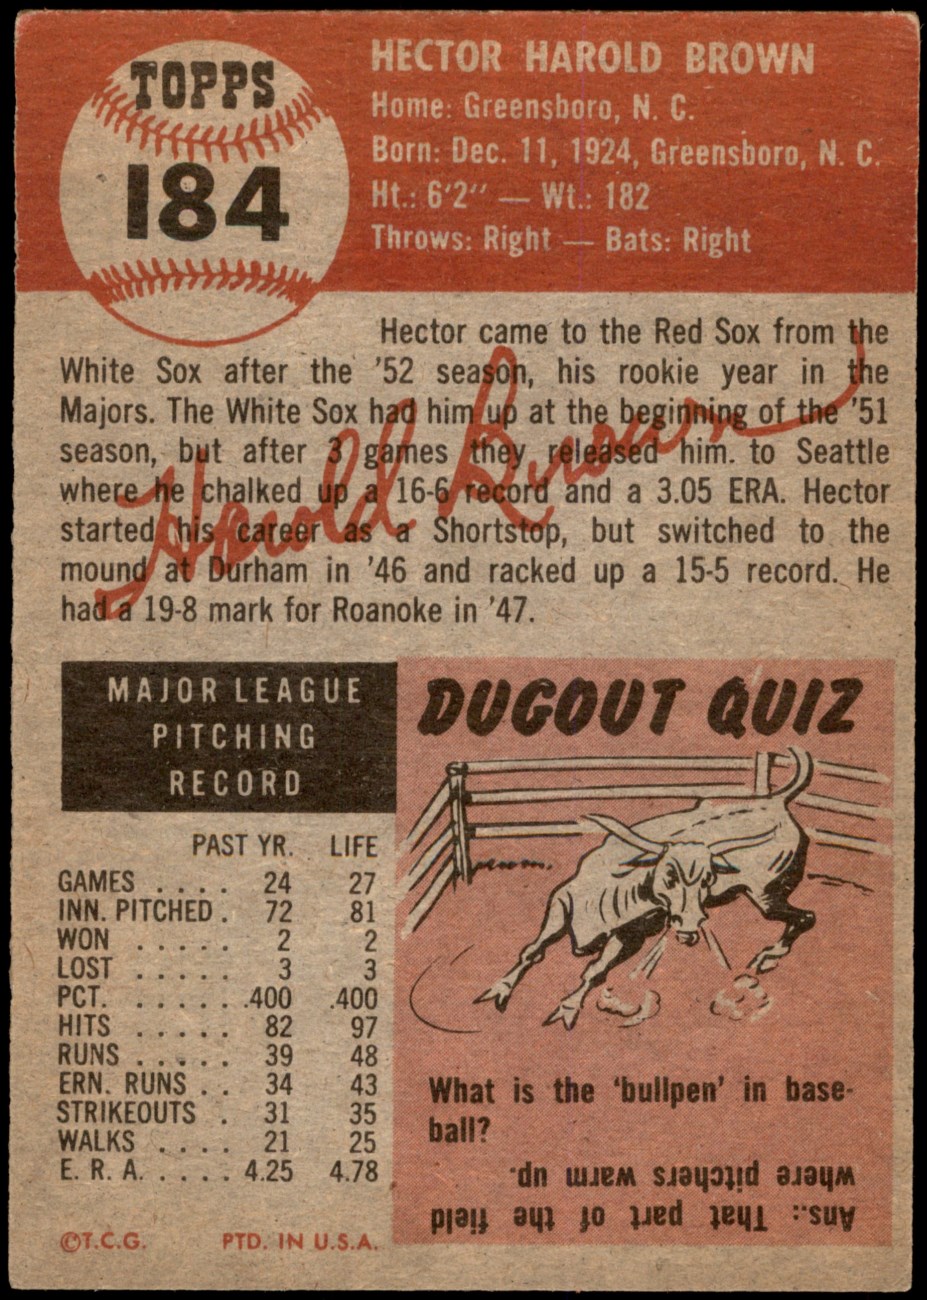 TOPPS
184
HECTOR HAROLD BROWN
Home: Greensboro, N. C.
Born: Dec. 11, 1924, Greensboro, N. C.
Ht.: 6'2" — Wt.: 182
Throws: Right — Bats: Right
Hector came to the Red Sox from the
White Sox after the '52 season, his rookie year in the
Majors. The White Sox had him up at the beginning of the '51
season, but after 3 games they released him. to Seattle
where he chalked up a 16-6 record and a 3.05 ERA. Hector
started his career as a Shortstop, but switched to the
mound at Durham in '46 and racked up a 15-5 record. He
had a 19-8 mark for Roanoke in '47.
Harold Brown
MAJOR LEAGUE
PITCHING
RECORD
PAST YR. LIFE
GAMES . . . . 24 27
INN. PITCHED . 72 81
WON . . . . . 2 2
LOST . . . . . 3 3
PCT. . . . . . .400 .400
HITS . . . . . 82 97
RUNS . . . . . 39 48
ERN. RUNS . . 34 43
STRIKEOUTS . 31 35
WALKS . . . . 21 25
E. R. A. . . . . 4.25 4.78
©T.C.G. PTD. IN U.S.A.
DUGOUT QUIZ
What is the 'bullpen' in base-
ball?
Ans.: That part of the field
where pitchers warm up.